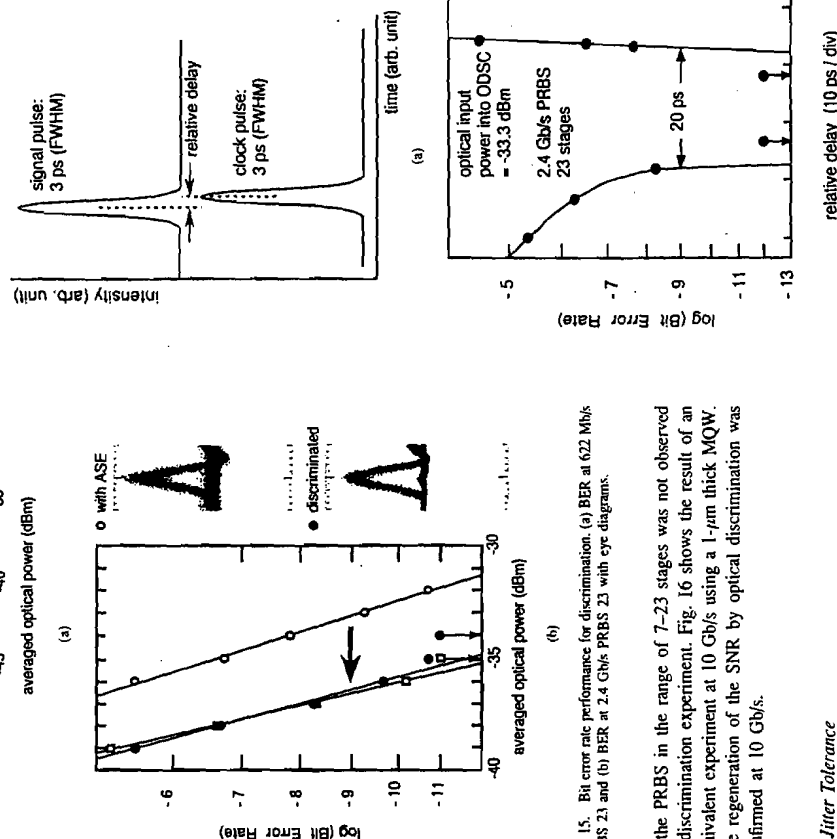 averaged optical power (dBm)
(a)
log (Bit Error Rate)
- 6
- 7
- 8
- 9
- 10
- 11
-40
-35
-30
averaged optical power (dBm)
with ASE
discriminated
(b)
15. Bit error rate performance for discrimination. (a) BER at 622 Mb/s
BS 23 and (b) BER at 2.4 Gb/s PRBS 23 with eye diagrams.
the PRBS in the range of 7–23 stages was not observed
discrimination experiment. Fig. 16 shows the result of an
ivalent experiment at 10 Gb/s using a 1-μm thick MQW.
e regeneration of the SNR by optical discrimination was
nfirmed at 10 Gb/s.
Jitter Tolerance
intensity (arb. unit)
signal pulse:
3 ps (FWHM)
relative delay
clock pulse:
3 ps (FWHM)
time (arb. unit)
(a)
log (Bit Error Rate)
- 5
- 7
- 9
- 11
- 13
optical input
power into ODSC
= -33.3 dBm
2.4 Gb/s PRBS
23 stages
20 ps
relative delay (10 ps / div)